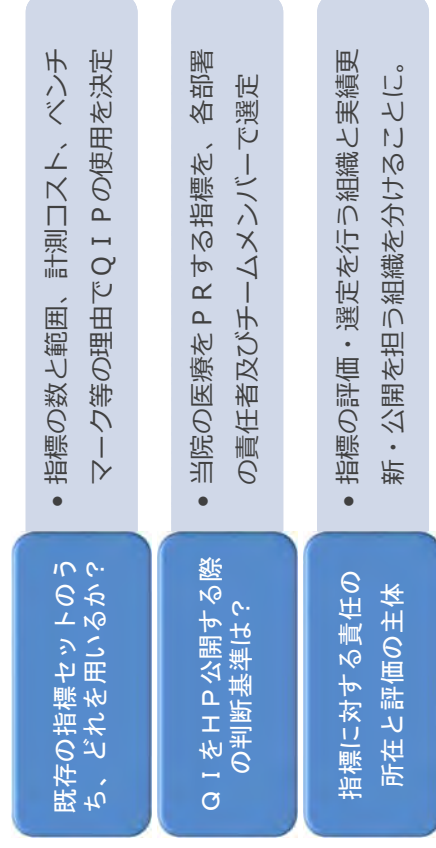 既存の指標セットのう
ち、どれを用いるか？
• 指標の数と範囲、計測コスト、ベンチ
マーク等の理由でＱＩＰの使用を決定
ＱＩをＨＰ公開する際
の判断基準は？
• 当院の医療をＰＲする指標を、各部署
の責任者及びチームメンバーで選定
指標に対する責任の
所在と評価の主体
• 指標の評価・選定を行う組織と実績更
新・公開を担う組織を分けることに。